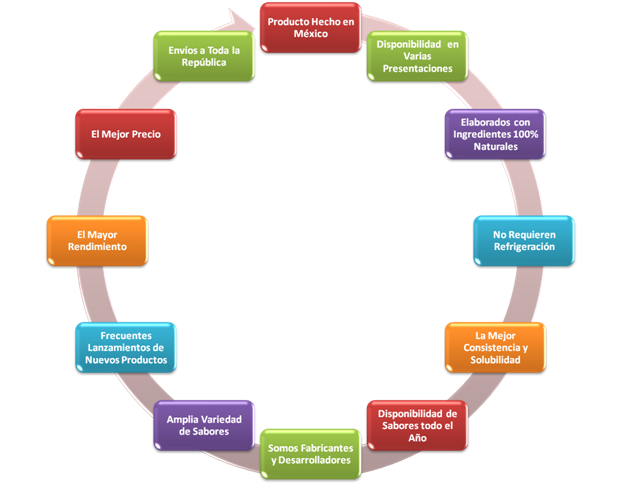 Producto Hecho en
México
Disponibilidad en
Varias
Presentaciones
Elaborados con
Ingredientes 100%
Naturales
No Requieren
Refrigeración
La Mejor
Consistencia y
Solubilidad
Disponibilidad de
Sabores todo el
Año
Somos Fabricantes
y Desarrolladores
Amplia Variedad
de Sabores
Frecuentes
Lanzamientos de
Nuevos Productos
El Mayor
Rendimiento
El Mejor Precio
Envíos a Toda la
República